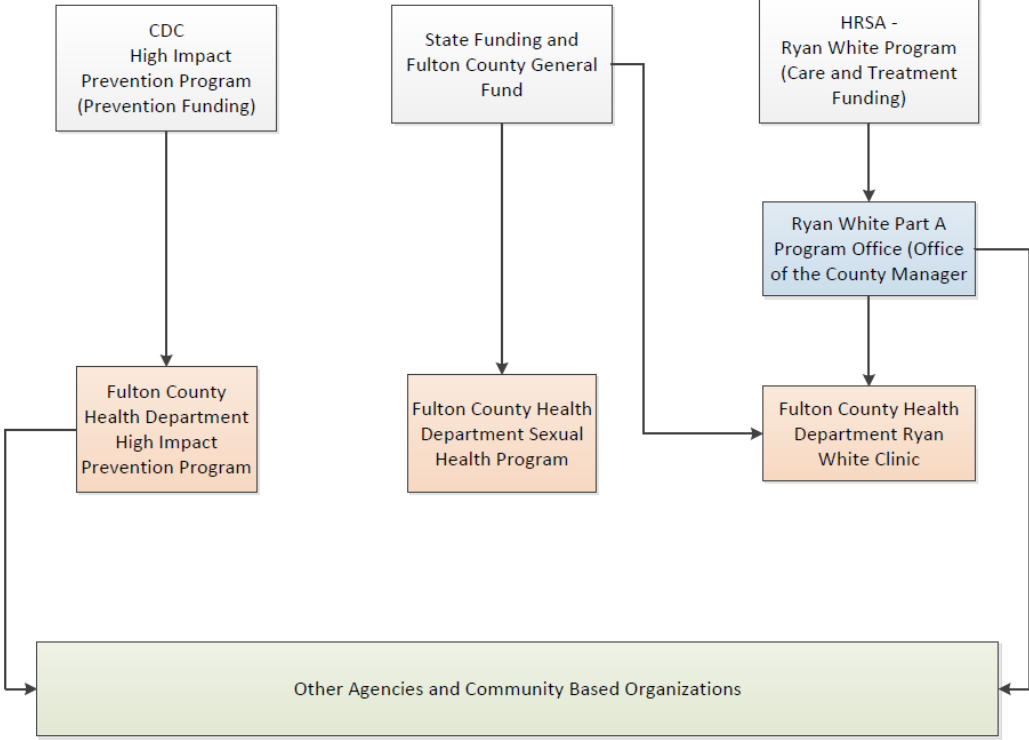 CDC
High Impact
Prevention Program
(Prevention Funding)
State Funding and
Fulton County General
Fund
HRSA -
Ryan White Program
(Care and Treatment
Funding)
Ryan White Part A
Program Office (Office
of the County Manager
Fulton County
Health Department
High Impact
Prevention Program
Fulton County Health
Department Sexual
Health Program
Fulton County Health
Department Ryan
White Clinic
Other Agencies and Community Based Organizations